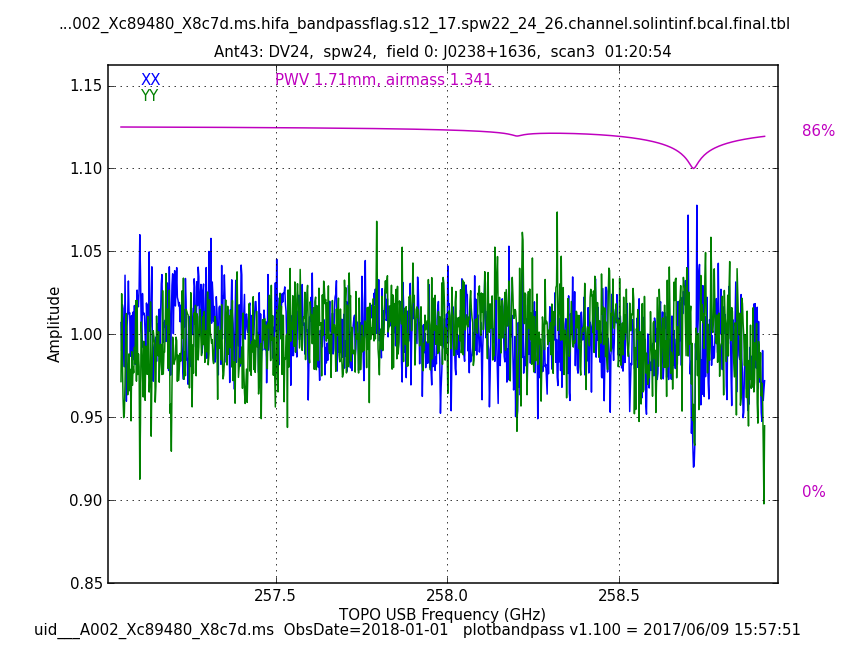 ...002_Xc89480_X8c7d.ms.hifa_bandpassflag.s12_17.spw22_24_26.channel.solintinf.bcal.final.tbl
Ant43: DV24,  spw24,  field 0: J0238+1636,  scan3  01:20:54
XX
YY
PWV 1.71mm, airmass 1.341
86%
0%
1.15
1.10
1.05
1.00
0.95
0.90
0.85
Amplitude
257.5
258.0
258.5
TOPO USB Frequency (GHz)
uid___A002_Xc89480_X8c7d.ms  ObsDate=2018-01-01   plotbandpass v1.100 = 2017/06/09 15:57:51